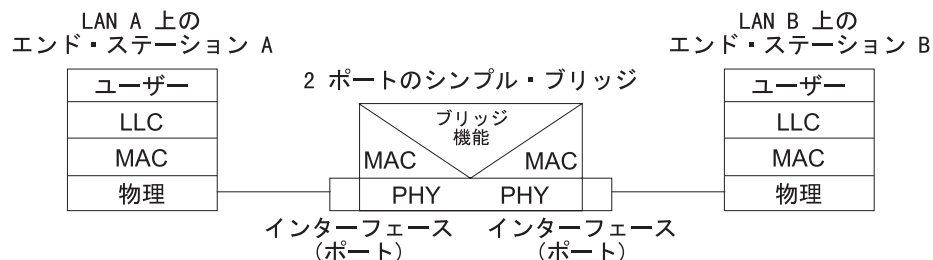 LAN A 上の
エンド・ステーション A
ユーザー
LLC
MAC
物理
2 ポートのシンプル・ブリッジ
ブリッジ
機能
MAC
MAC
PHY
PHY
インターフェース
(ポート)
インターフェース
(ポート)
LAN B 上の
エンド・ステーション B
ユーザー
LLC
MAC
物理